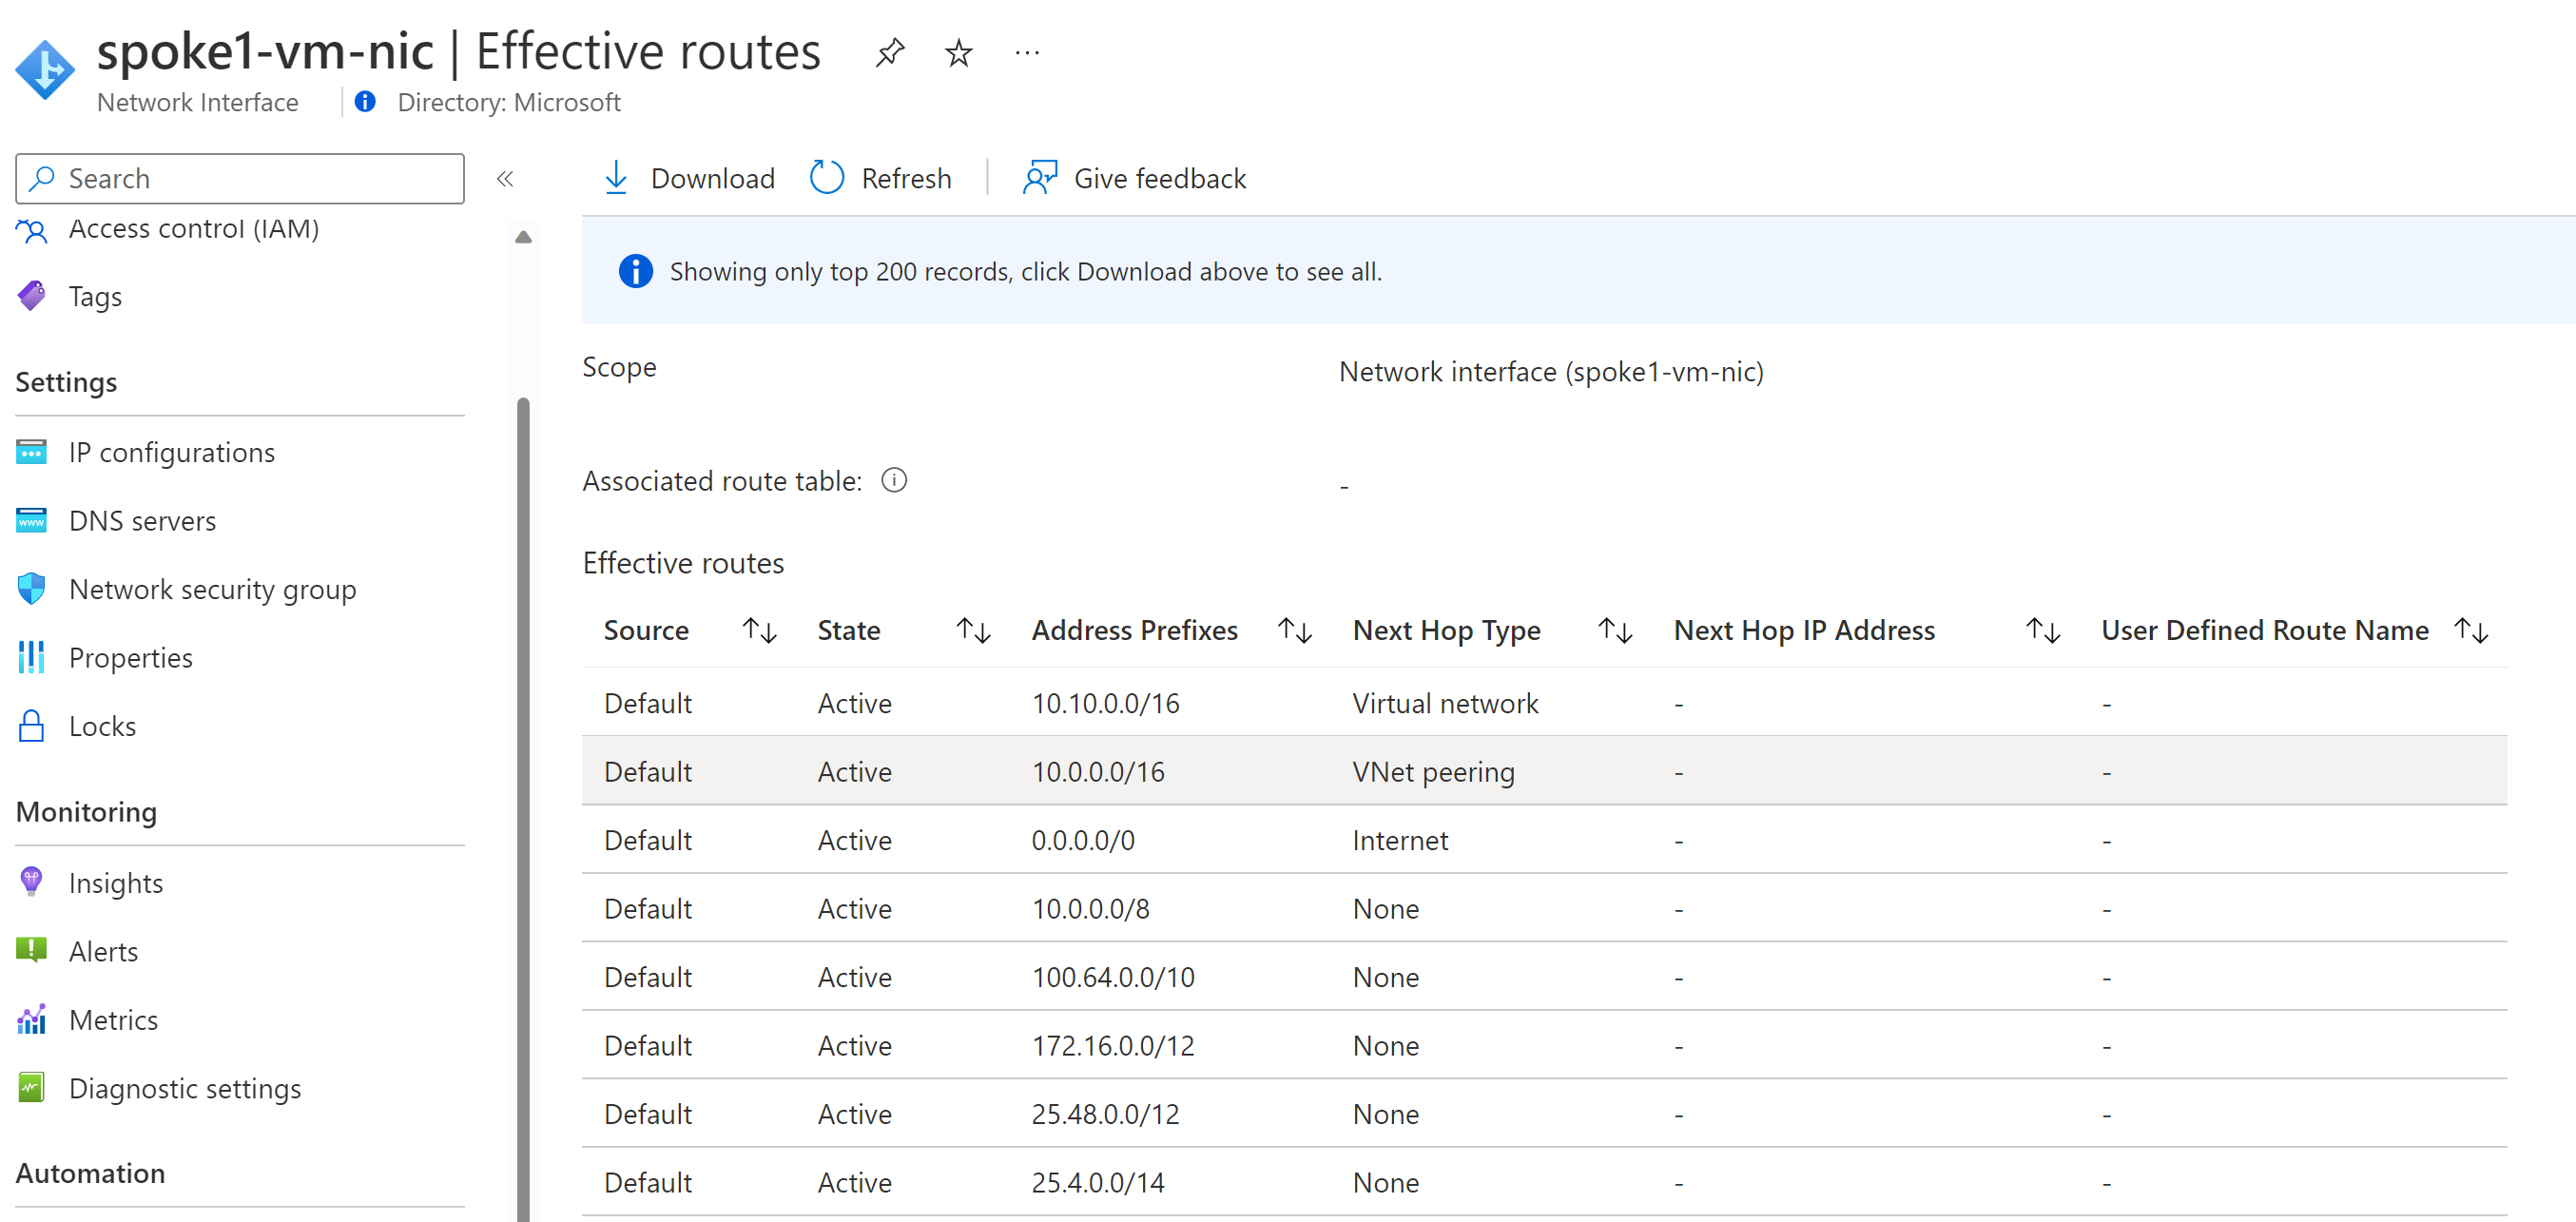 spoke1-vm-nic | Effective routes
Network Interface
Directory: Microsoft
Search
Access control (IAM)
Tags
Settings
IP configurations
DNS servers
Network security group
Properties
Locks
Monitoring
Insights
Alerts
Metrics
Diagnostic settings
Automation
Download Refresh Give feedback
Showing only top 200 records, click Download above to see all.
Scope Network interface (spoke1-vm-nic)
Associated route table: -
Effective routes
Source State Address Prefixes Next Hop Type Next Hop IP Address User Defined Route Name
Default Active 10.10.0.0/16 Virtual network - -
Default Active 10.0.0.0/16 VNet peering - -
Default Active 0.0.0.0/0 Internet - -
Default Active 10.0.0.0/8 None - -
Default Active 100.64.0.0/10 None - -
Default Active 172.16.0.0/12 None - -
Default Active 25.48.0.0/12 None - -
Default Active 25.4.0.0/14 None - -